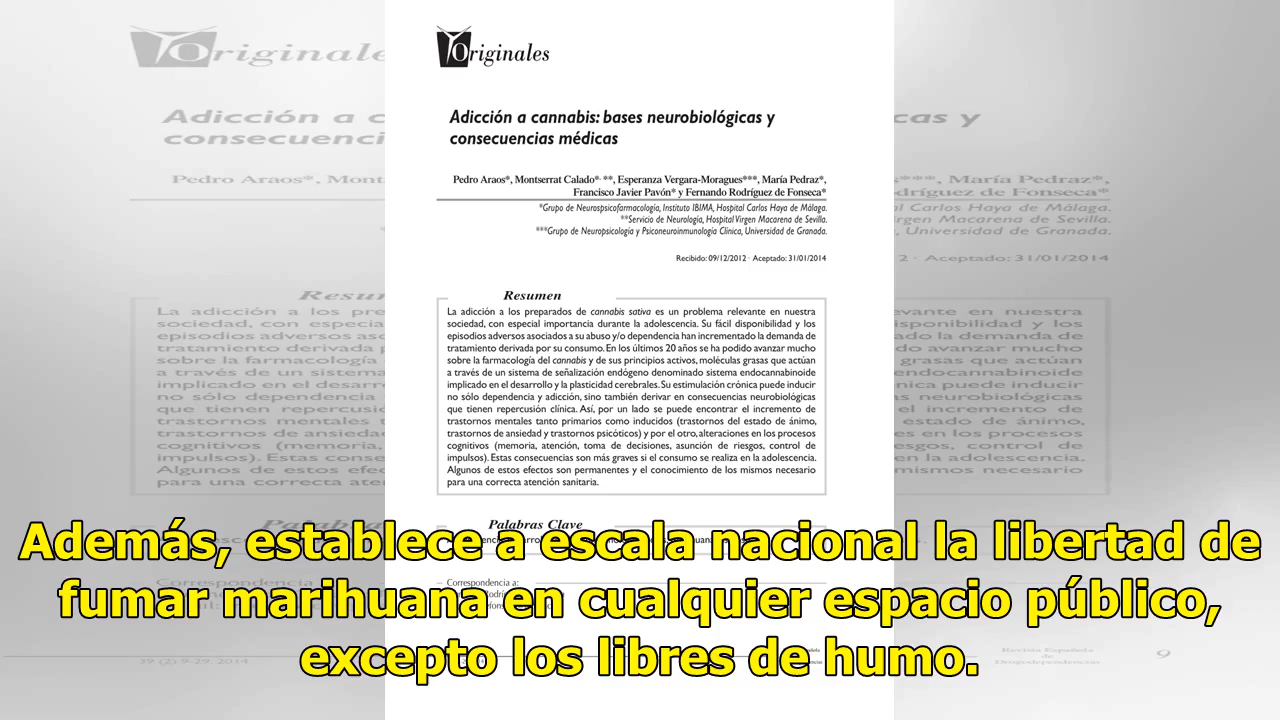 Originales
Adicción a cannabis: bases neurobiológicas y
consecuencias médicas
Pedro Araos*, Montserrat Calado*, **, Esperanza Vergara-Moragues***, María Pedraz*,
Francisco Javier Pavón* y Fernando Rodríguez de Fonseca*
*Grupo de Neurospsicofarmacología, Instituto IBIMA, Hospital Carlos Haya de Málaga.
**Servicio de Neurología, Hospital Virgen Macarena de Sevilla.
***Grupo de Neuropsicología y Psiconeuroinmunología Clínica, Universidad de Granada.
Recibido: 09/12/2012 · Aceptado: 31/01/2014
Resumen
La adicción a los preparados de cannabis sativa es un problema relevante en nuestra
sociedad, con especial importancia durante la adolescencia. Su fácil disponibilidad y los
episodios adversos asociados a su abuso y/o dependencia han incrementado la demanda de
tratamiento derivada por su consumo. En los últimos 20 años se ha podido avanzar mucho
sobre la farmacología del cannabis y de sus principios activos, moléculas grasas que actúan
a través de un sistema de señalización endógeno denominado sistema endocannabinoide
implicado en el desarrollo y la plasticidad cerebrales. Su estimulación crónica puede inducir
no sólo dependencia y adicción, sino también derivar en consecuencias neurobiológicas
que tienen repercusión clínica. Así, por un lado se puede encontrar el incremento de
trastornos mentales tanto primarios como inducidos (trastornos del estado de ánimo,
trastornos de ansiedad y trastornos psicóticos) y por el otro, alteraciones en los procesos
cognitivos (memoria, atención, toma de decisiones, asunción de riesgos, control de
impulsos). Estas consecuencias son más graves si el consumo se realiza en la adolescencia.
Algunos de estos efectos son permanentes y el conocimiento de los mismos necesario
para una correcta atención sanitaria.
Palabras Clave
Correspondencia a:
Además, establece a escala nacional la libertad de
fumar marihuana en cualquier espacio público,
excepto los libres de humo.
39 (2) 9-29. 2014
Revista Española
de
Drogodependencias
9